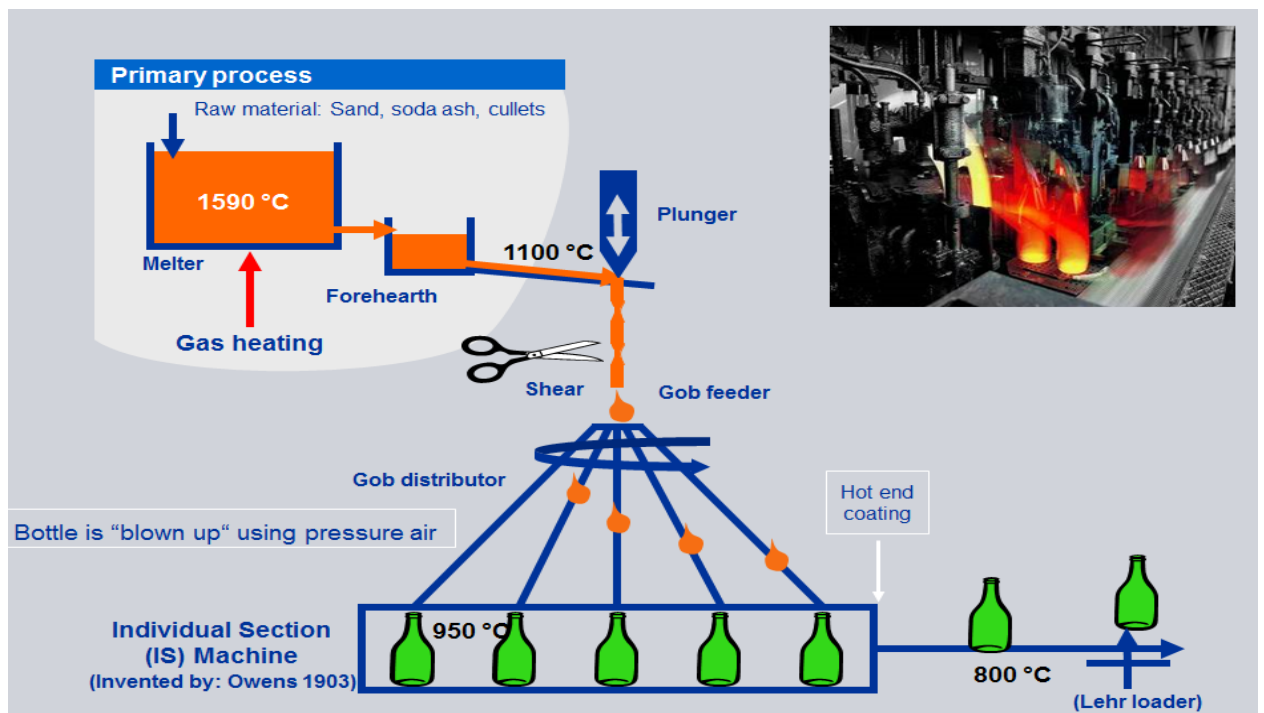 Primary process
Raw material: Sand, soda ash, cullets
1590 °C
Melter
Gas heating
Forehearth
1100 °C
Plunger
Shear
Gob feeder
Gob distributor
Bottle is “blown up“ using pressure air
Hot end
coating
Individual Section
(IS) Machine
(Invented by: Owens 1903)
950 °C
800 °C
(Lehr loader)